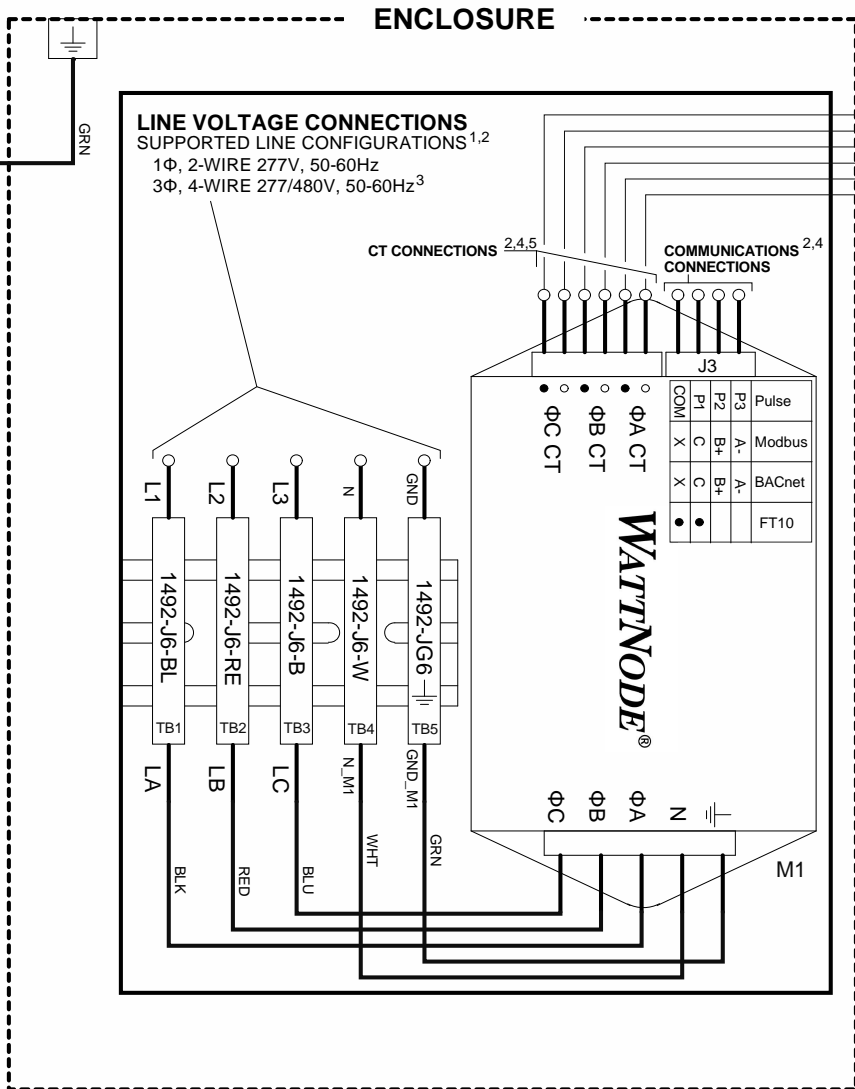 ENCLOSURE
GRN
LINE VOLTAGE CONNECTIONS
SUPPORTED LINE CONFIGURATIONS 1,2
1Φ, 2-WIRE 277V, 50-60Hz
3Φ, 4-WIRE 277/480V, 50-60Hz 3
CT CONNECTIONS 2,4,5
COMMUNICATIONS 2,4
CONNECTIONS
J3
COM P1 P2 P3 Pulse
X C B+ A- Modbus
X C B+ A- BACnet
FT10
ΦC CT
ΦB CT
ΦA CT
L1
L2
L3
N
GND
1492-J6-BL
1492-J6-RE
1492-J6-B
1492-J6-W
1492-JG6
WATTNODE®
TB1
TB2
TB3
TB4
TB5
LA
LB
LC
N_M1
GND_M1
ΦC
ΦB
ΦA
N
BLK
RED
BLU
WHT
GRN
M1